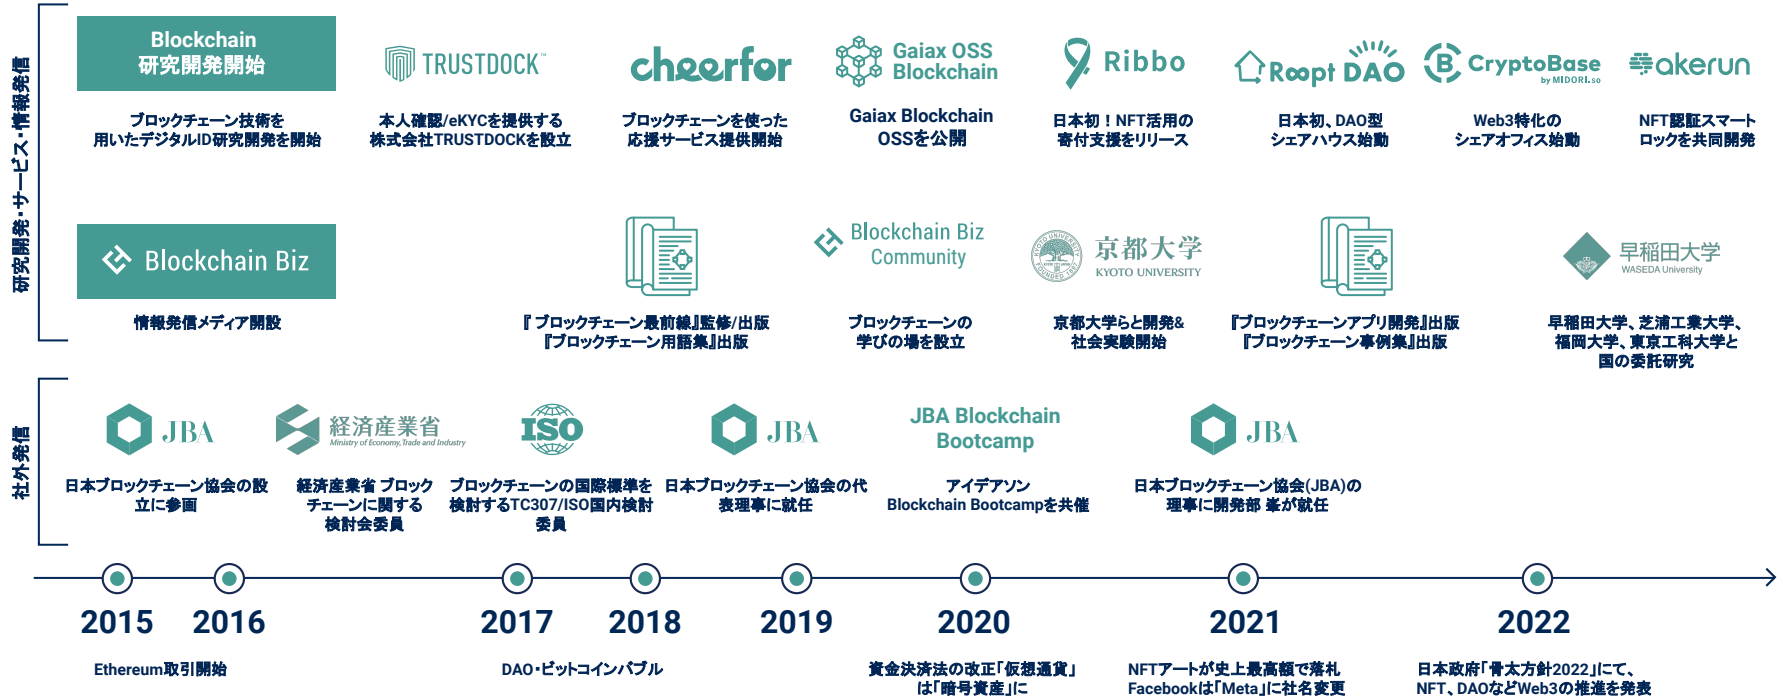 研究開発・サービス・情報発信
Blockchain
研究開発開始
ブロックチェーン技術を
用いたデジタルID研究開発を開始
TRUSTDOCK™
本人確認/eKYCを提供する
株式会社TRUSTDOCKを設立
cheerfor
ブロックチェーンを使った
応援サービス提供開始
Gaiax OSS
Blockchain
Gaiax Blockchain
OSSを公開
Ribbo
日本初！NFT活用の
寄付支援をリリース
Roopt DAO
日本初、DAO型
シェアハウス始動
B CryptoBase
by MIDORI.so
Web3特化の
シェアオフィス始動
akerun
NFT認証スマート
ロックを共同開発
Blockchain Biz
情報発信メディア開設
『ブロックチェーン最前線』監修/出版
『ブロックチェーン用語集』出版
Blockchain Biz
Community
ブロックチェーンの
学びの場を設立
KYOTO UNIVERSITY
FOUNDED 1897
京都大学
KYOTO UNIVERSITY
京都大学らと開発&
社会実験開始
『ブロックチェーンアプリ開発』出版
『ブロックチェーン事例集』出版
早稲田大学
WASEDA University
早稲田大学、芝浦工業大学、
福岡大学、東京工科大学と
国の委託研究
社外発信
JBA
日本ブロックチェーン協会の設
立に参画
経済産業省
Ministry of Economy, Trade and Industry
経済産業省 ブロック
チェーンに関する
検討会委員
ISO
ブロックチェーンの国際標準を
検討するTC307/ISO国内検討
委員
JBA
日本ブロックチェーン協会の代
表理事に就任
JBA Blockchain
Bootcamp
アイデアソン
Blockchain Bootcampを共催
JBA
日本ブロックチェーン協会(JBA)の
理事に開発部 峯が就任
2015
2016
2017
2018
2019
2020
2021
2022
Ethereum取引開始
DAO・ビットコインバブル
資金決済法の改正「仮想通貨」
は「暗号資産」に
NFTアートが史上最高額で落札
Facebookは「Meta」に社名変更
日本政府「骨太方針2022」にて、
NFT、DAOなどWeb3の推進を発表